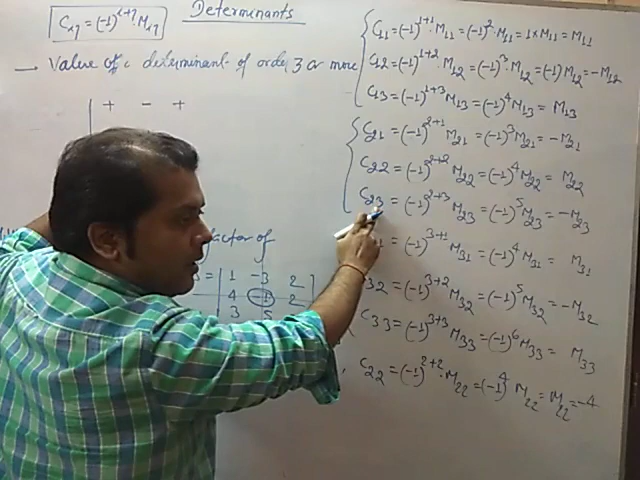 Determinants
Cij = (-1)^i+j · Mij
— Value of a determinant of order 3 or more
+ - +
factor of
3 = | 1 -3 2 |
4 -1 2
3 5
C11 = (-1)^1+1 · M11 = (-1)^2 · M11 = 1×M11 = M11
C12 = (-1)^1+2 · M12 = (-1)^3 · M12 = (-1) M12 = -M12
C13 = (-1)^1+3 M13 = (-1)^4 M13 = M13
C21 = (-1)^2+1 M21 = (-1)^3 M21 = -M21
C22 = (-1)^2+2 M22 = (-1)^4 M22 = M22
C23 = (-1)^2+3 M23 = (-1)^5 M23 = -M23
1 = (-1)^3+1 M31 = (-1)^4 M31 = M31
32 = (-1)^3+2 M32 = (-1)^5 M32 = -M32
C33 = (-1)^3+3 M33 = (-1)^6 M33 = M33
C22 = (-1)^2+2 · M22 = (-1)^4 M22 = M22 = -4